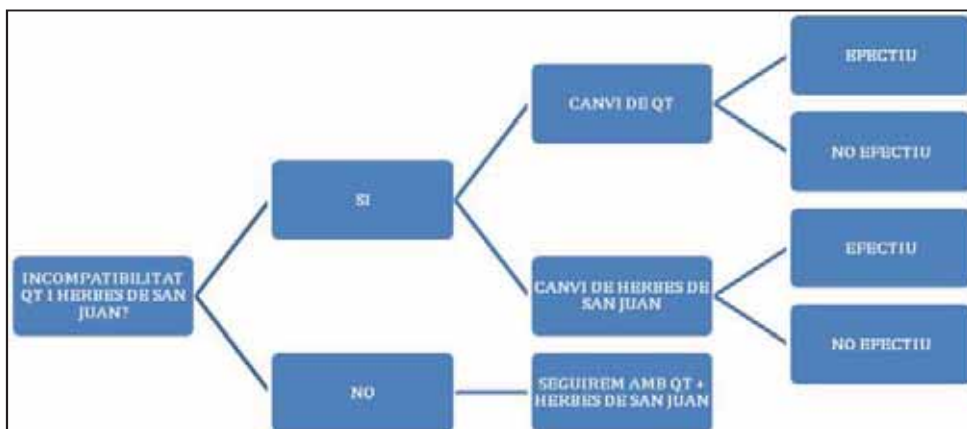 EFECTIU
CANVI DE QT
NO EFECTIU
SI
EFECTIU
INCOMPATIBILITAT
QT I HERBES DE SAN
JUAN?
CANVI DE HERBES DE
SAN JUAN
NO EFECTIU
NO
SEGUIREM AMB QT +
HERBES DE SAN JUAN